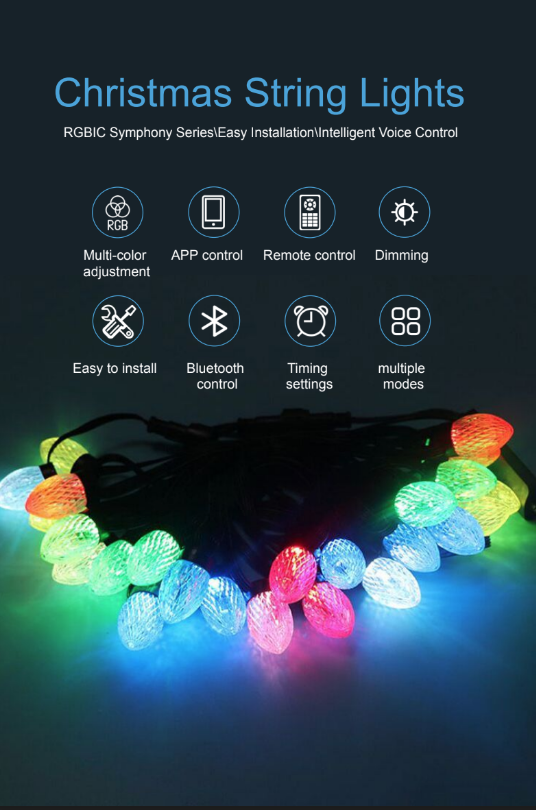 Christmas String Lights
RGBIC Symphony Series\Easy Installation\Intelligent Voice Control
RGB
Multi-color
adjustment
APP control
Remote control
Dimming
Easy to install
Bluetooth
control
Timing
settings
multiple
modes